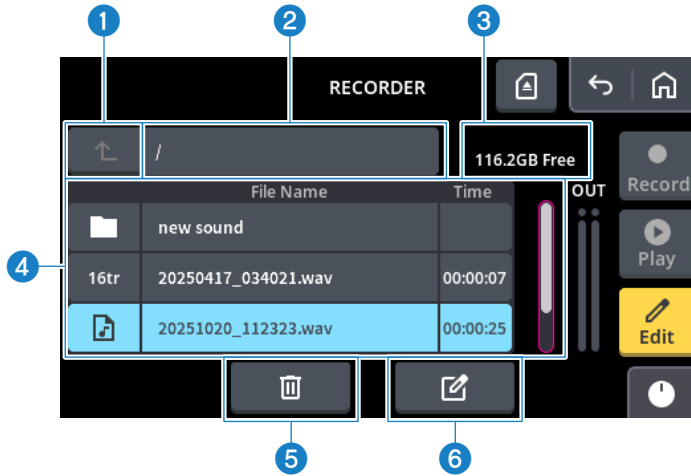 1 2 3
RECORDER
/
116.2GB Free
File Name Time
OUT
Record
new sound
Play
4
16tr 20250417_034021.wav 00:00:07
20251020_112323.wav 00:00:25
Edit
5 6